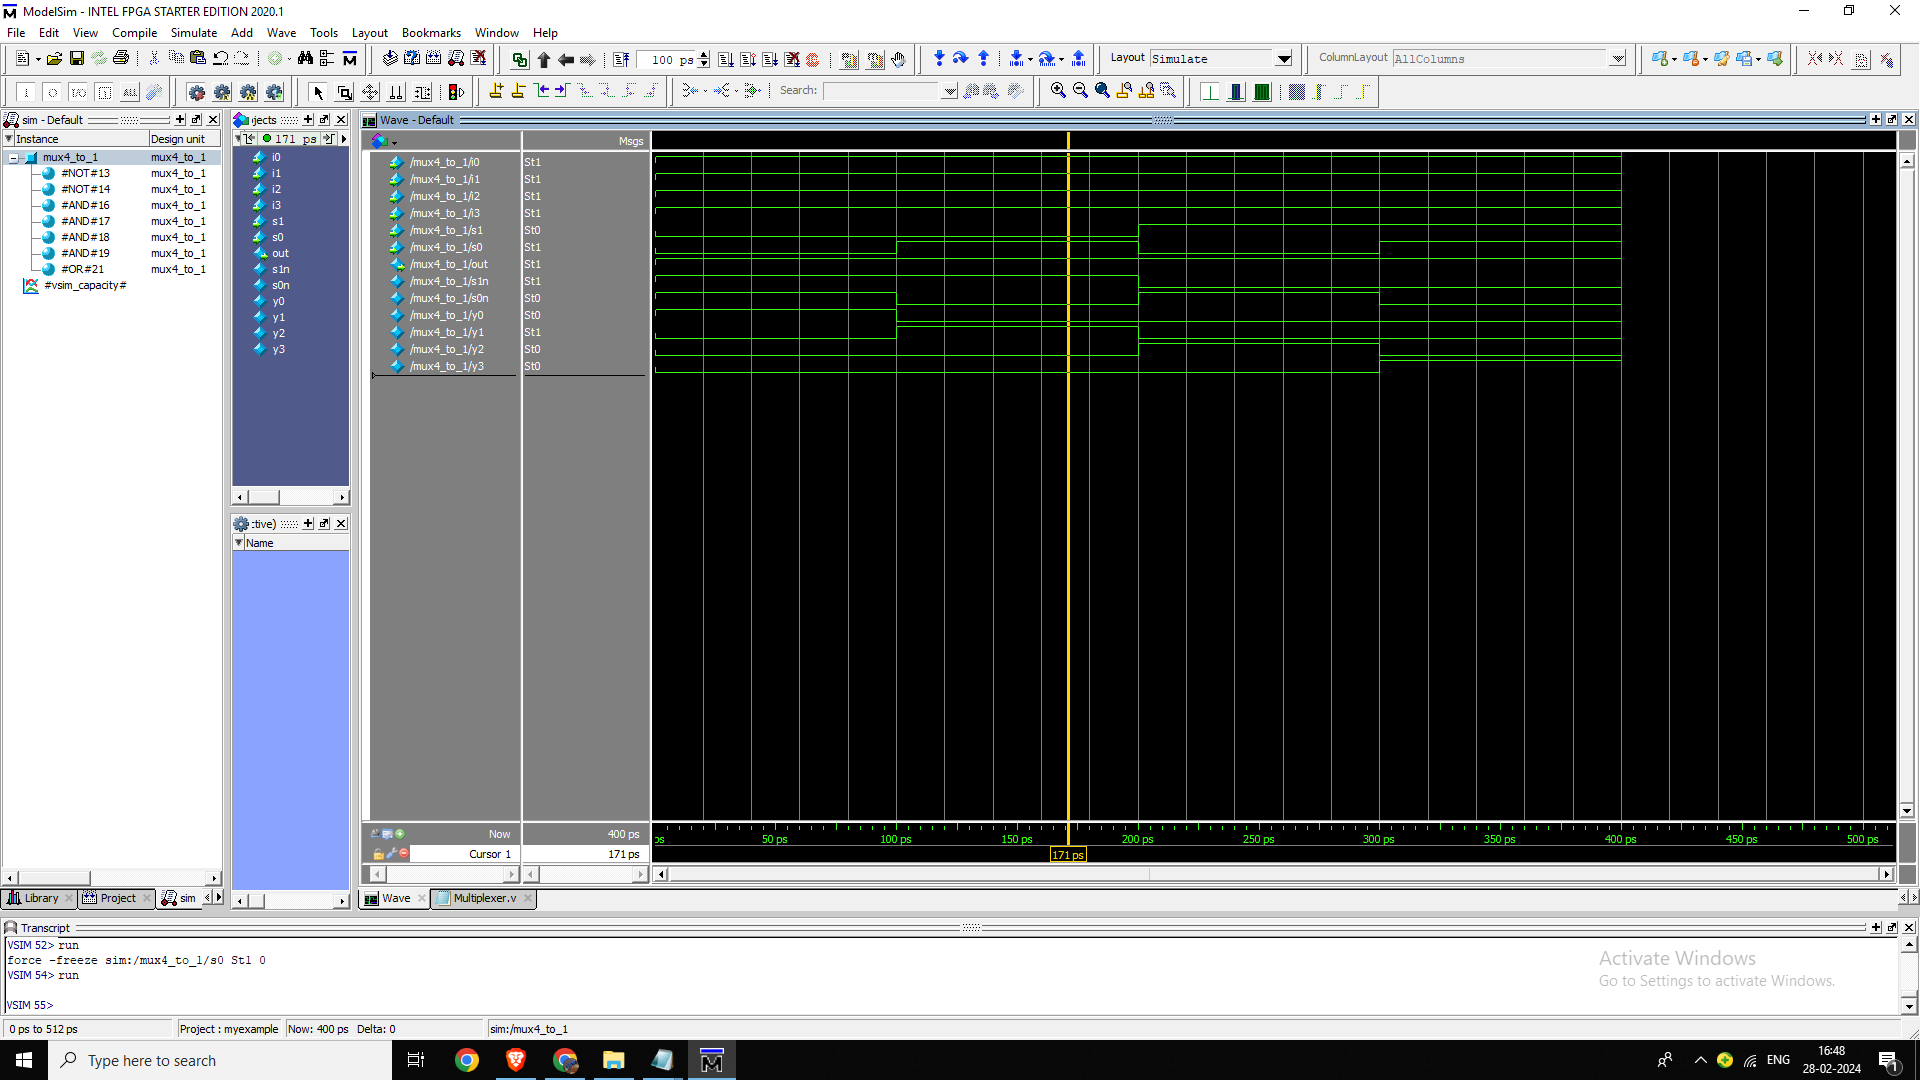 ModelSim - INTEL FPGA STARTER EDITION 2020.1
File Edit View Compile Simulate Add Wave Tools Layout Bookmarks Window Help
100 ps
Layout Simulate
ColumnLayout AllColumns
ALL
Search:
sim - Default
Instance Design unit
mux4_to_1 mux4_to_1
#NOT#13 mux4_to_1
#NOT#14 mux4_to_1
#AND#16 mux4_to_1
#AND#17 mux4_to_1
#AND#18 mux4_to_1
#AND#19 mux4_to_1
#OR#21 mux4_to_1
#vsim_capacity#
Library Project sim
jects
171 ps
i0
i1
i2
i3
s1
s0
out
s1n
s0n
y0
y1
y2
y3
:tive)
Name
Wave - Default
Msgs
/mux4_to_1/i0 St1
/mux4_to_1/i1 St1
/mux4_to_1/i2 St1
/mux4_to_1/i3 St1
/mux4_to_1/s1 St0
/mux4_to_1/s0 St1
/mux4_to_1/out St1
/mux4_to_1/s1n St1
/mux4_to_1/s0n St0
/mux4_to_1/y0 St0
/mux4_to_1/y1 St1
/mux4_to_1/y2 St0
/mux4_to_1/y3 St0
Now 400 ps
ps 50 ps 100 ps 150 ps 200 ps 250 ps 300 ps 350 ps 400 ps 450 ps 500 ps
Cursor 1 171 ps
171 ps
Wave Multiplexer.v
Transcript
VSIM 52> run
force -freeze sim:/mux4_to_1/s0 St1 0
VSIM 54> run
VSIM 55>
Activate Windows
Go to Settings to activate Windows.
0 ps to 512 ps Project : myexample Now: 400 ps Delta: 0 sim:/mux4_to_1
Type here to search
ENG
16:48
28-02-2024
1